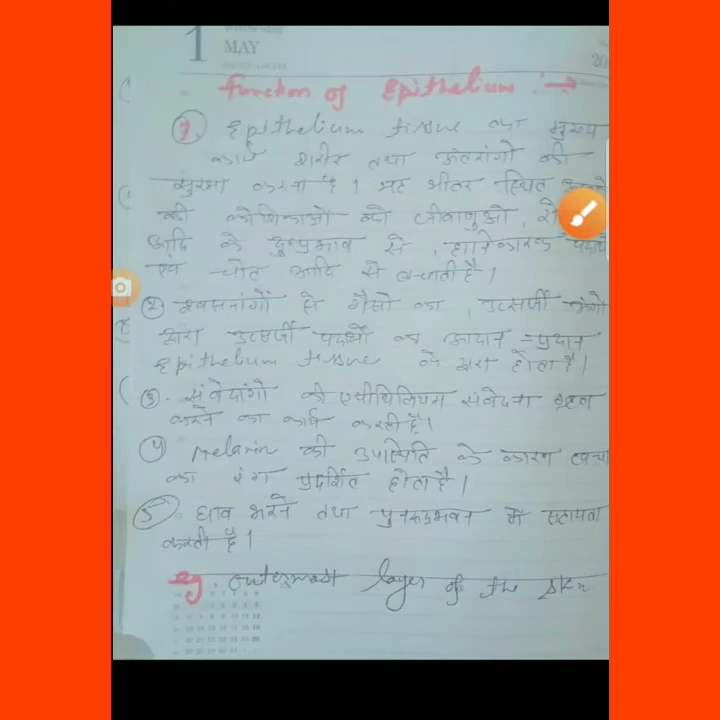 1
MAY
Function of Epithelium :→
1. Epithelium tissue का मुख्य
कार्य शरीर तथा अंतरांगो की
सुरक्षा करना है। यह भीतर स्थित
की कोशिकाओ को जीवाणुओ,
आदि के दुष्प्रभाव से, हानिकारक पदार्थ
एवं चोट आदि से बचाती है।
2. श्वसनांगों से गैसो का, उत्सर्जी अंगो
द्वारा उत्सर्जी पदार्थो का आदान-प्रदान
Epithelium tissue के द्वारा होता है।
3. संवेदांगो की एपीथिलियम संवेदना ग्रहण
करने का कार्य करती है।
4 Melanin की उपस्थिति के कारण त्वचा
का रंग प्रदर्शित होता है।
5. घाव भरने तथा पुनरुदभवन में सहायता
करती है।
eg. outermost layer of the skin